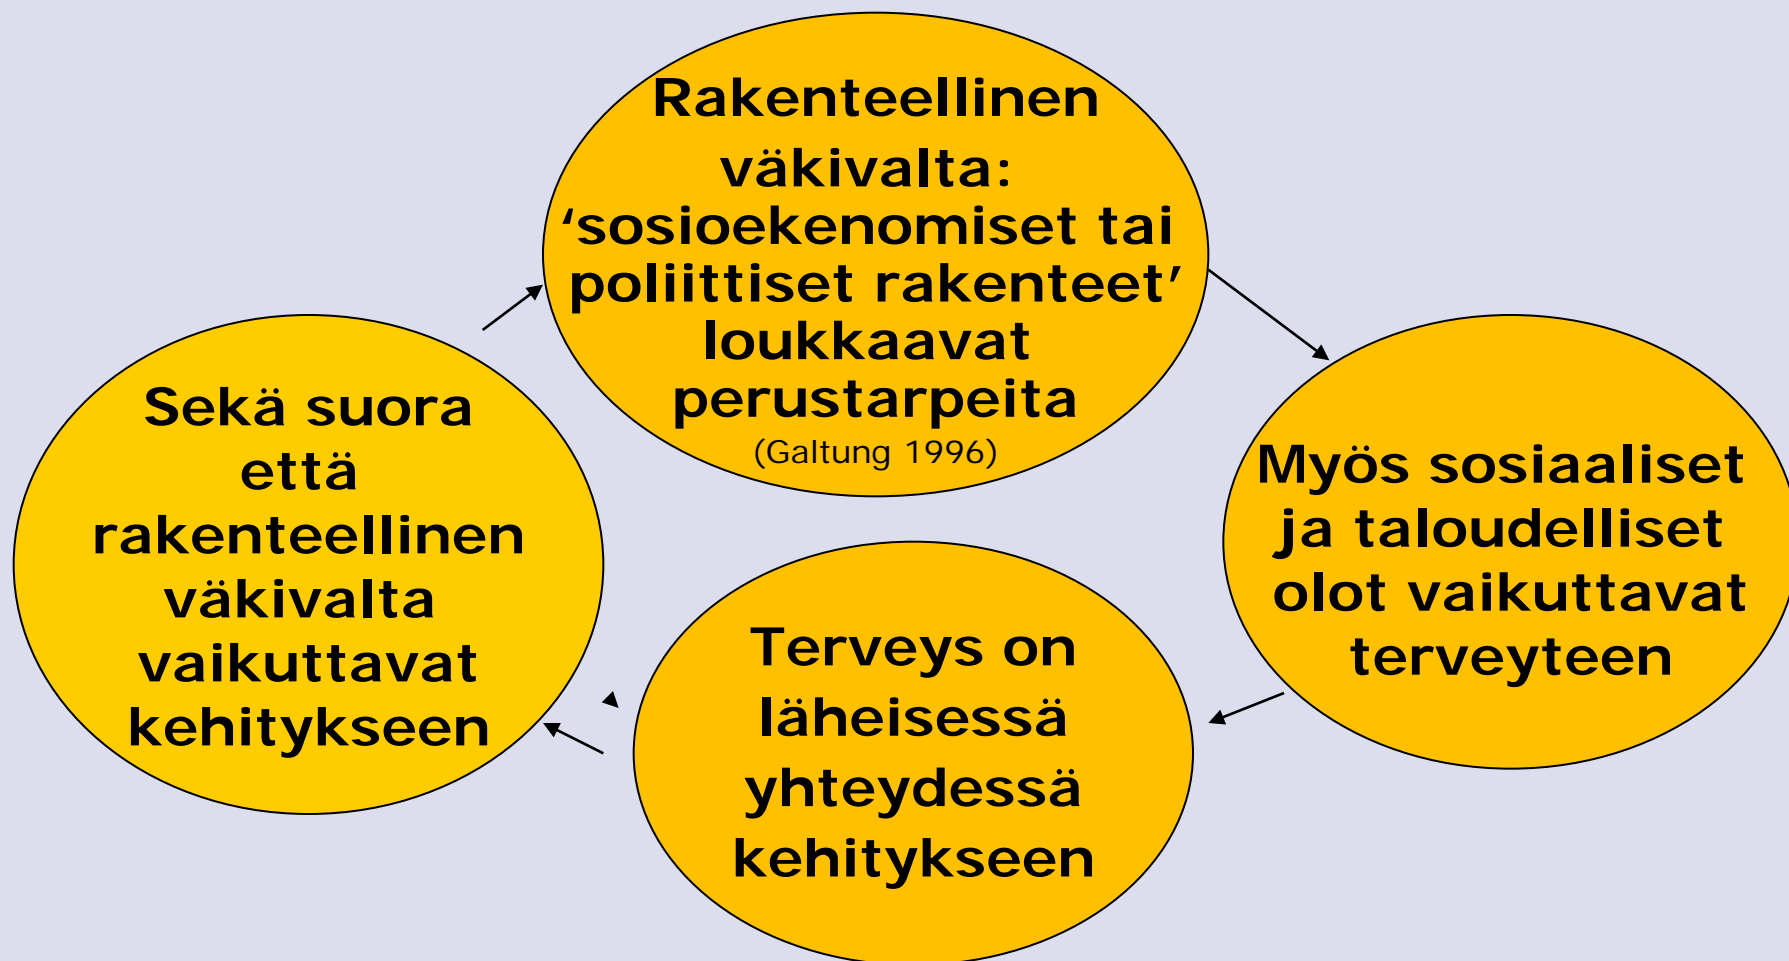 Rakenteellinen
väkivalta:
‘sosioekenomiset tai
poliittiset rakenteet’
loukkaavat
perustarpeita
(Galtung 1996)
Myös sosiaaliset
ja taloudelliset
olot vaikuttavat
terveyteen
Terveys on
läheisessä
yhteydessä
kehitykseen
Sekä suora
että
rakenteellinen
väkivalta
vaikuttavat
kehitykseen